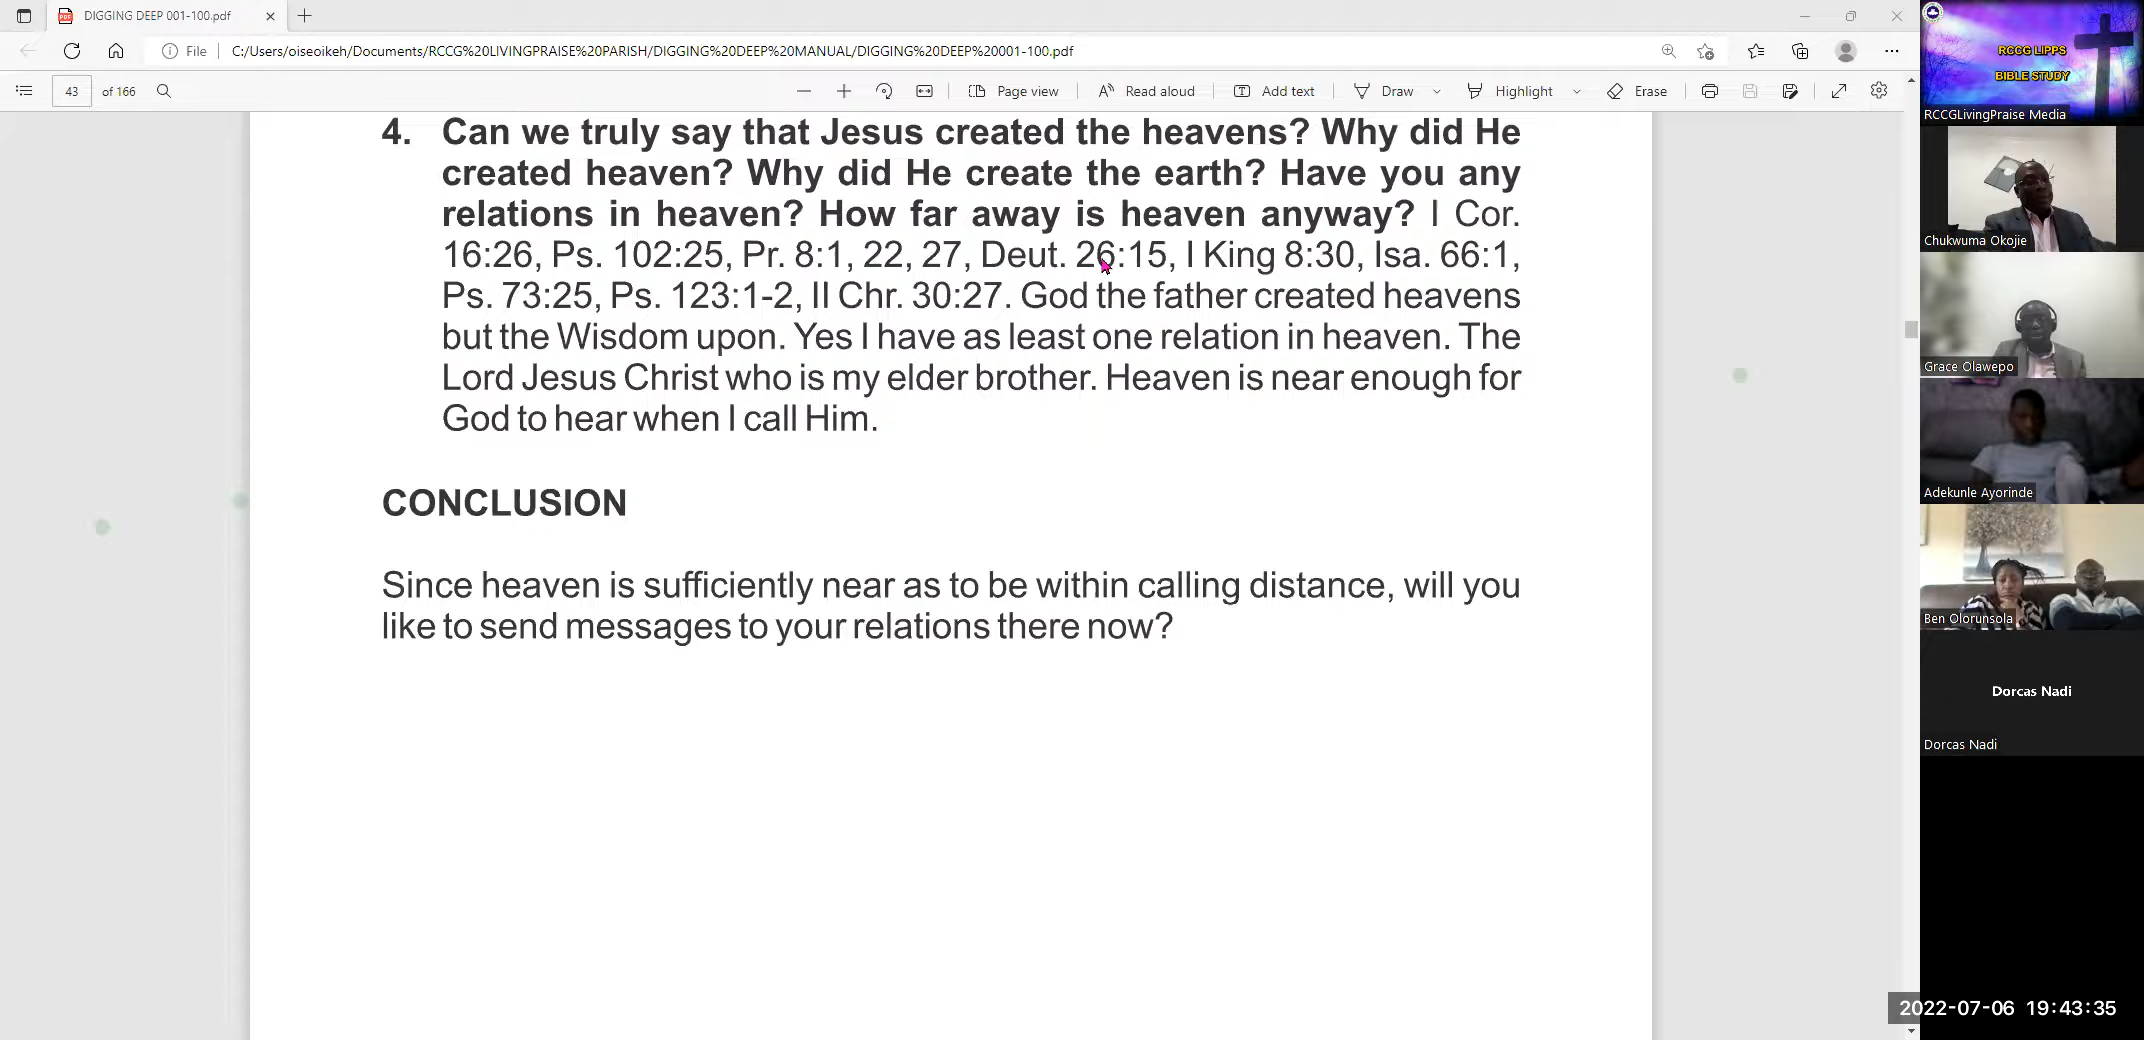 DIGGING DEEP 001-100.pdf
File
C:/Users/oiseoikeh/Documents/RCCG%20LIVINGPRAISE%20PARISH/DIGGING%20DEEP%20MANUAL/DIGGING%20DEEP%20001-100.pdf
43 of 166
Page view
Read aloud
Add text
Draw
Highlight
Erase
4. Can we truly say that Jesus created the heavens? Why did He
created heaven? Why did He create the earth? Have you any
relations in heaven? How far away is heaven anyway? I Cor.
16:26, Ps. 102:25, Pr. 8:1, 22, 27, Deut. 26:15, I King 8:30, Isa. 66:1,
Ps. 73:25, Ps. 123:1-2, II Chr. 30:27. God the father created heavens
but the Wisdom upon. Yes I have as least one relation in heaven. The
Lord Jesus Christ who is my elder brother. Heaven is near enough for
God to hear when I call Him.
CONCLUSION
Since heaven is sufficiently near as to be within calling distance, will you
like to send messages to your relations there now?
RCCG LIPPS
BIBLE STUDY
RCCGLivingPraise Media
Chukwuma Okojie
Grace Olawepo
Adekunle Ayorinde
Ben Olorunsola
Dorcas Nadi
Dorcas Nadi
2022-07-06 19:43:35